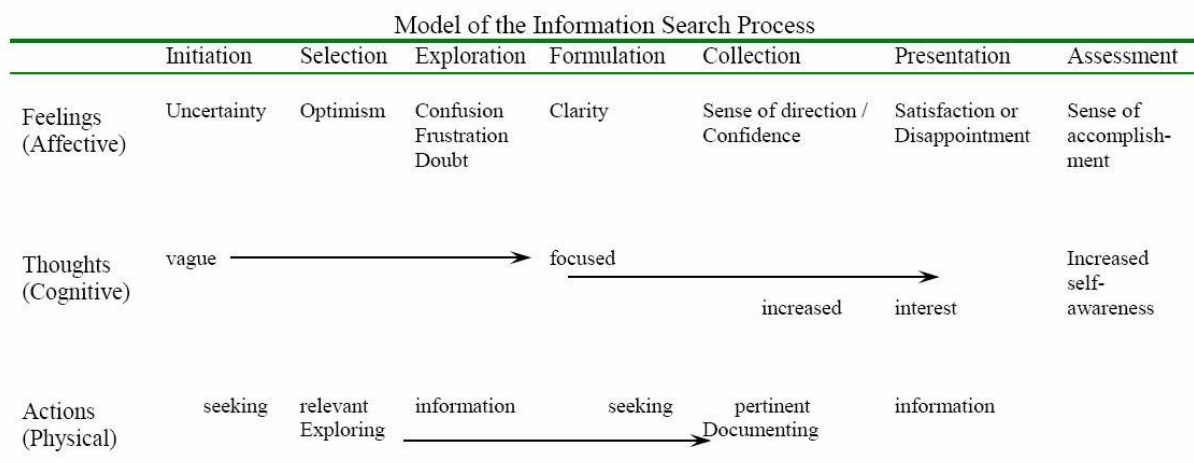 Model of the Information Search Process
Initiation Selection Exploration Formulation Collection Presentation Assessment
Feelings Uncertainty Optimism Confusion Clarity Sense of direction / Satisfaction or Sense of
(Affective) Frustration Confidence Disappointment accomplish-
Doubt ment
Thoughts vague focused Increased
(Cognitive) self-
increased interest awareness
Actions seeking relevant information seeking pertinent information
(Physical) Exploring Documenting